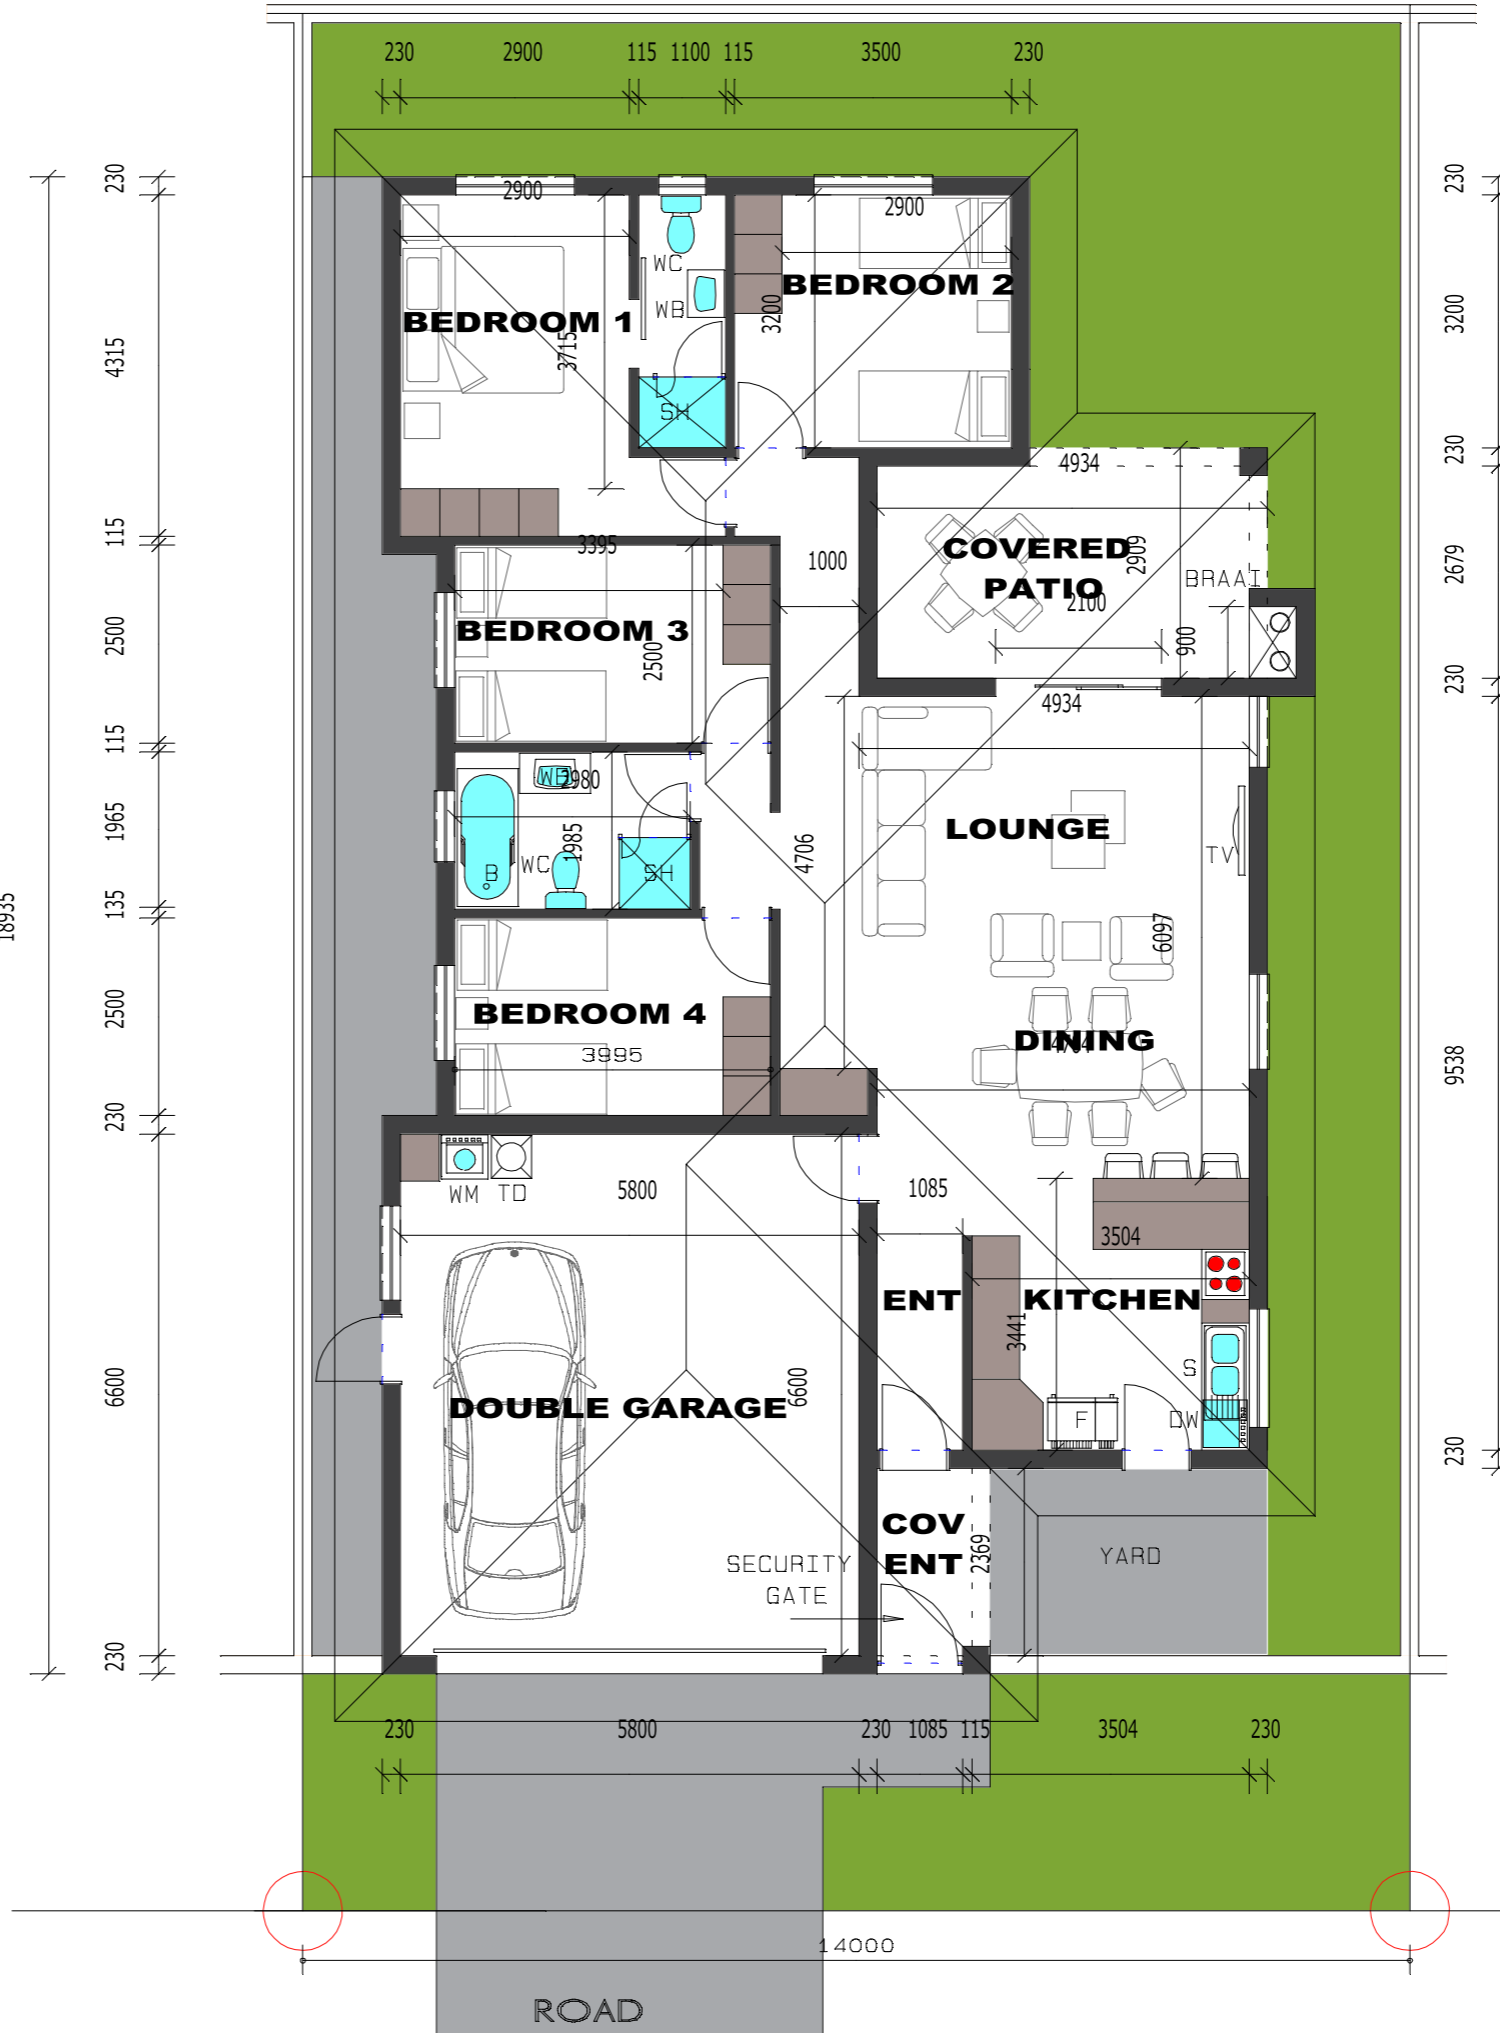 230 2900 115 1100 115 3500 230
230
4315
115
2500
115
1965
135
2500
230
6600
230
18935
230
3200
230
2679
230
9538
230
2900
WC
WB
BEDROOM 1
3715
SH
2900
BEDROOM 2
3200
4934
COVERED
PATIO
2909
2100
BRAAI
900
1000
3395
BEDROOM 3
2500
4934
WB
2980
1985
B
WC
SH
4706
LOUNGE
TV
6097
DINING
BEDROOM 4
3995
WM TD
5800
1085
3504
ENT
KITCHEN
3441
S
F
DW
DOUBLE GARAGE
6600
COV
ENT
2369
SECURITY
GATE
YARD
230 5800 230 1085 115 3504 230
14000
ROAD